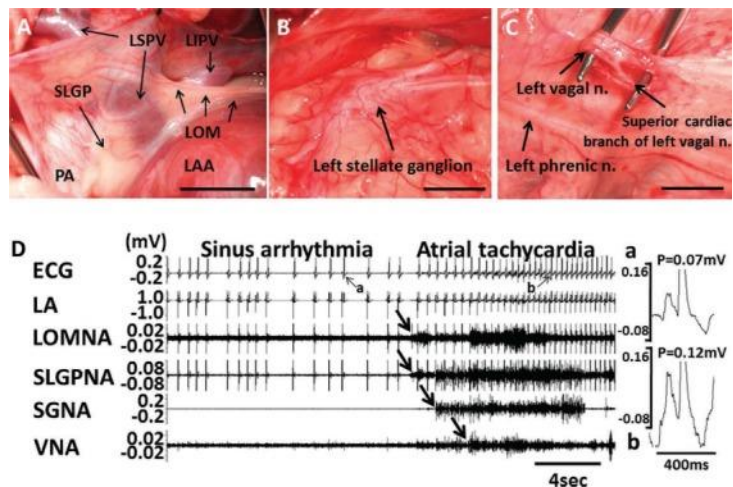 A
LSPV
LIPV
SLGP
LOM
PA
LAA
B
Left stellate ganglion
C
Left vagal n.
Superior cardiac
branch of left vagal n.
Left phrenic n.
D
(mV)
Sinus arrhythmia
Atrial tachycardia
ECG
0.2
-0.2
a
b
LA
1.0
-1.0
LOMNA
0.02
-0.02
SLGPNA
0.08
-0.08
SGNA
0.2
-0.2
VNA
0.02
-0.02
4sec
a
P=0.07mV
0.16
-0.08
P=0.12mV
0.16
-0.08
b
400ms